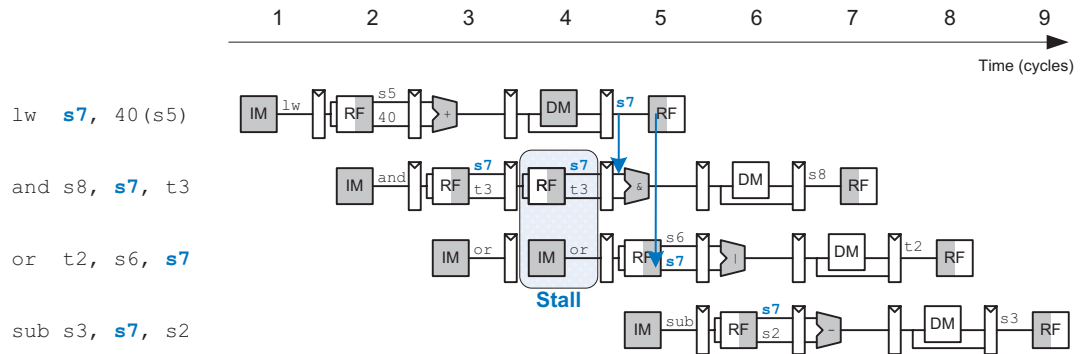 1 2 3 4 5 6 7 8 9
Time (cycles)
lw s7, 40(s5) IM lw RF s5 40 + DM s7 RF
and s8, s7, t3 IM and RF s7 t3 RF s7 t3 & DM s8 RF
or t2, s6, s7 IM or IM or RF s6 s7 | DM t2 RF
Stall
sub s3, s7, s2 IM sub RF s7 s2 - DM s3 RF